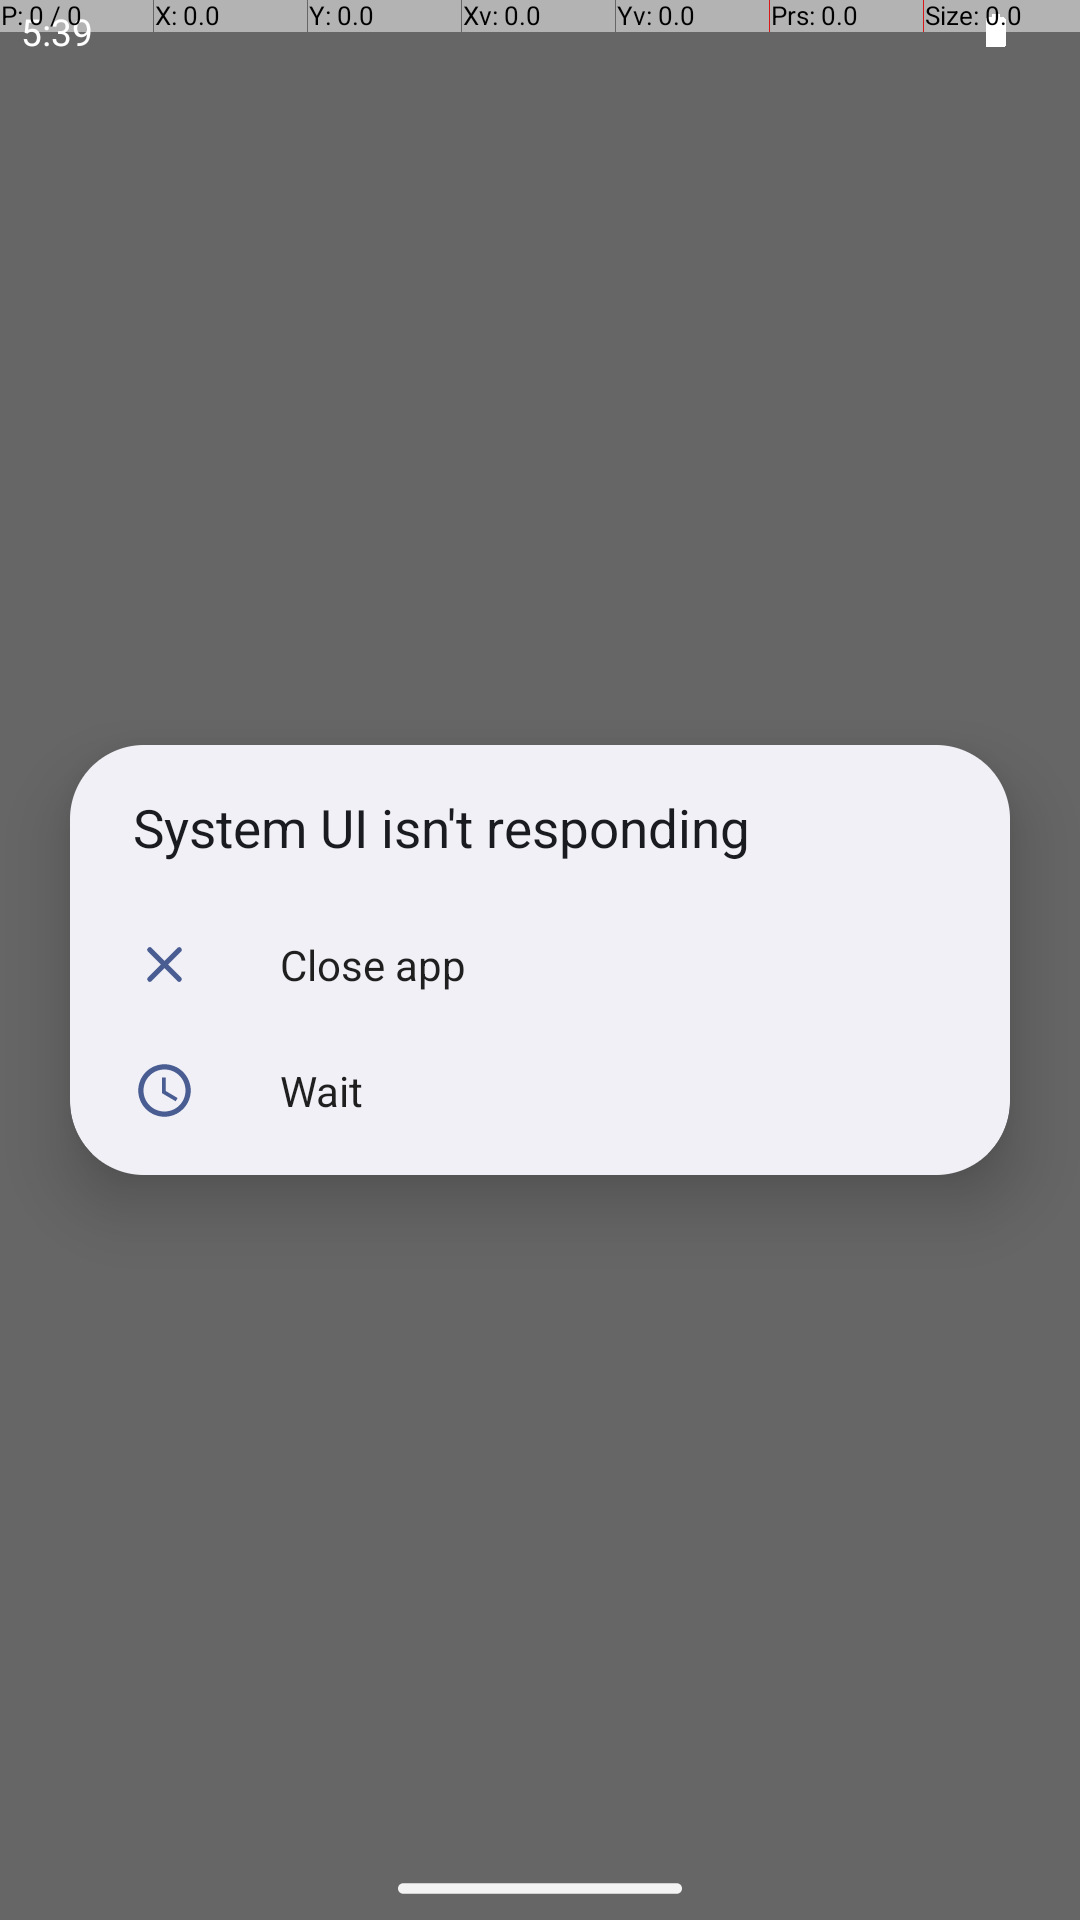 P: 0 / 0 X: 0.0 Y: 0.0 Xv: 0.0 Yv: 0.0 Prs: 0.0 Size: 0.0
5:39
System UI isn't responding
Close app
Wait